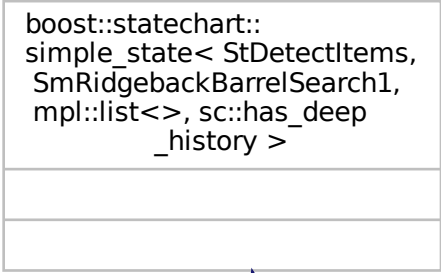 boost::statechart::
simple_state< StDetectItems,
SmRidgebackBarrelSearch1,
mpl::list<>, sc::has_deep
_history >